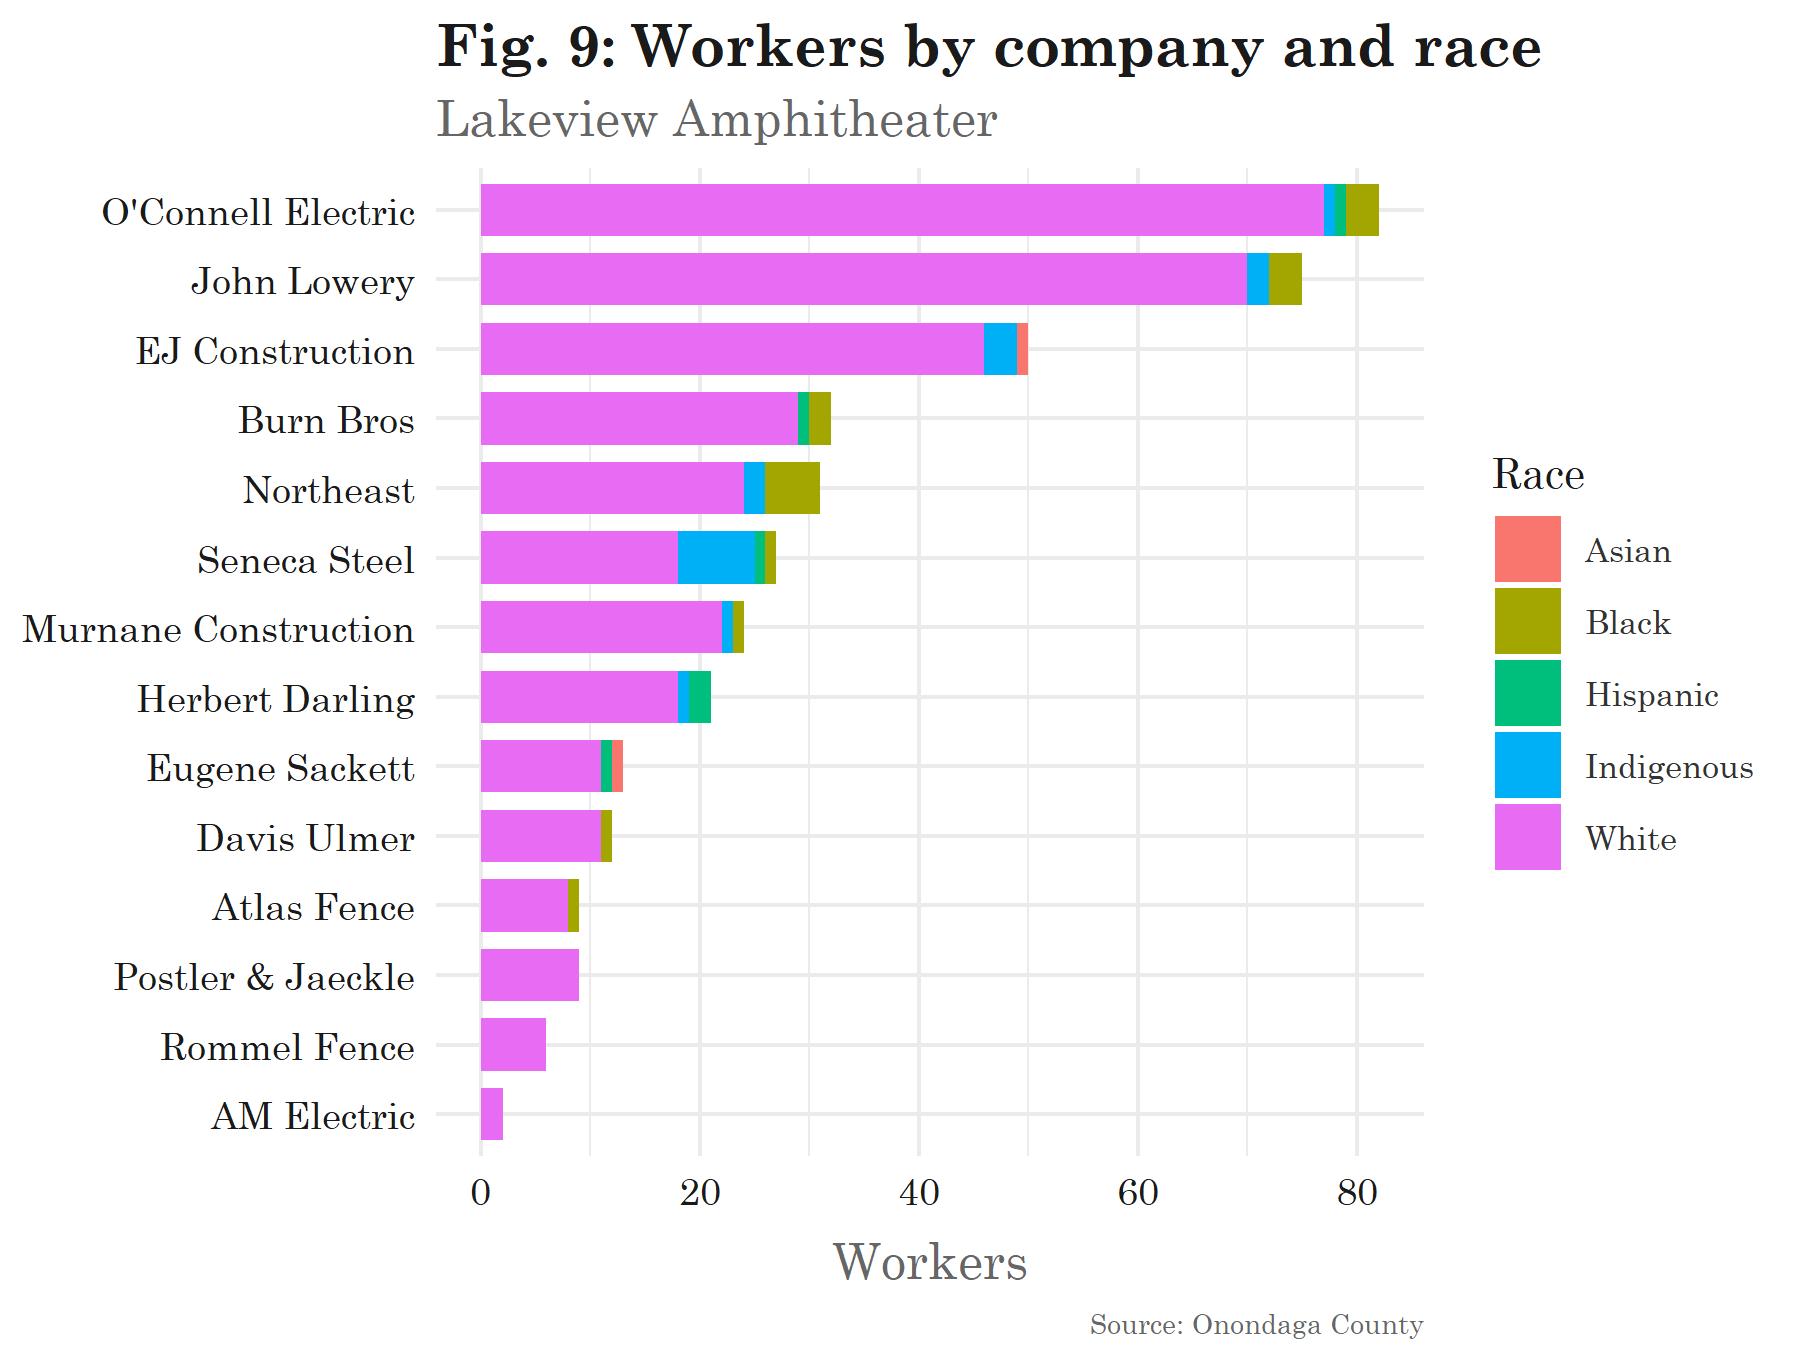 Fig. 9: Workers by company and race
Lakeview Amphitheater
O'Connell Electric
John Lowery
EJ Construction
Burn Bros
Northeast
Seneca Steel
Murnane Construction
Herbert Darling
Eugene Sackett
Davis Ulmer
Atlas Fence
Postler & Jaeckle
Rommel Fence
AM Electric
0 20 40 60 80
Workers
Race
Asian
Black
Hispanic
Indigenous
White
Source: Onondaga County